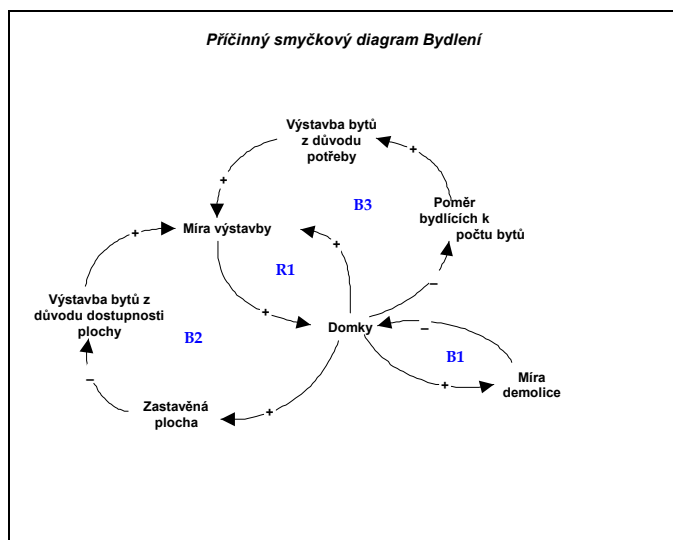 Příčinný smyčkový diagram Bydlení
Výstavba bytů
z důvodu
potřeby
+
+
B3
Poměr
bydlících k
počtu bytů
Míra výstavby
+
+
R1
–
Výstavba bytů z
důvodu dostupnosti
plochy
+
Domky
–
B2
B1
Míra
demolice
+
–
Zastavěná
plocha
+